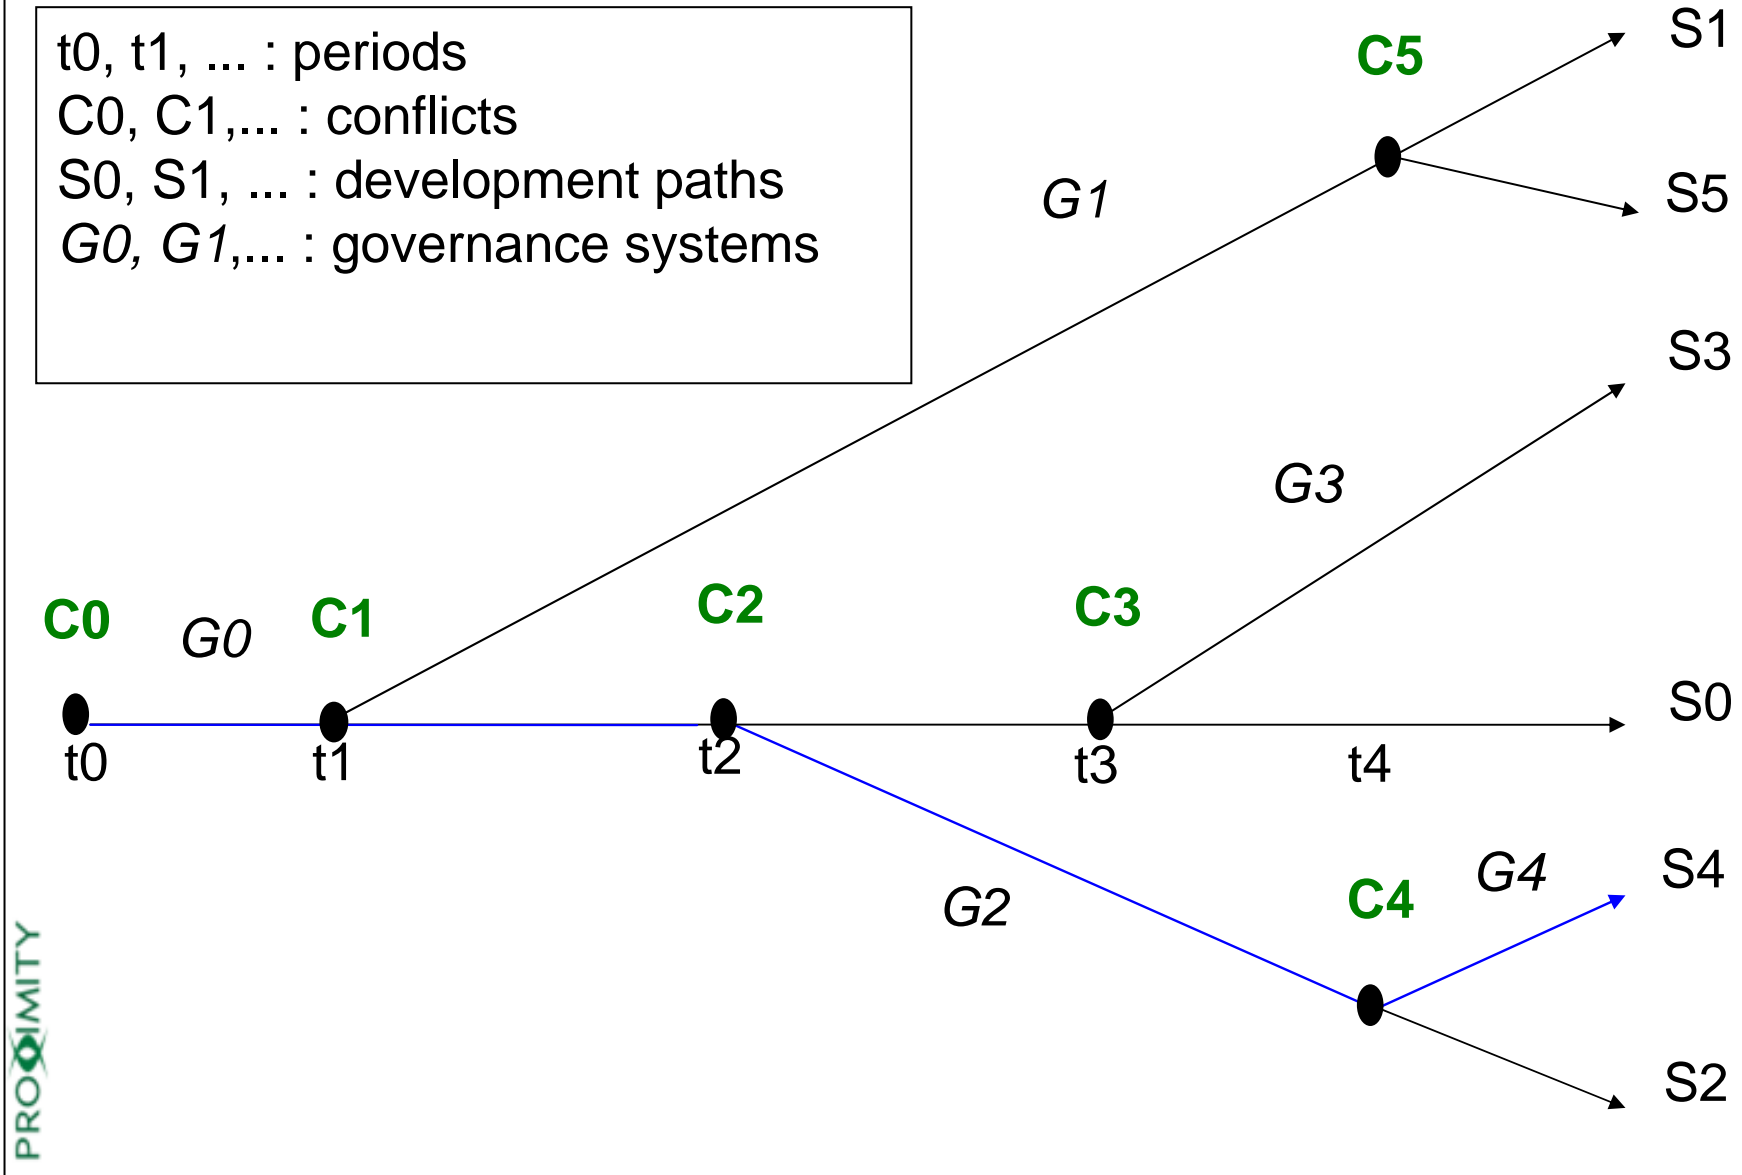 t0, t1, ... : periods
C0, C1,... : conflicts
S0, S1, ... : development paths
G0, G1,... : governance systems
S1
C5
G1
S5
S3
G3
C0
G0
C1
C2
C3
S0
t0
t1
t2
t3
t4
G2
C4
G4
S4
S2
PROXIMITY